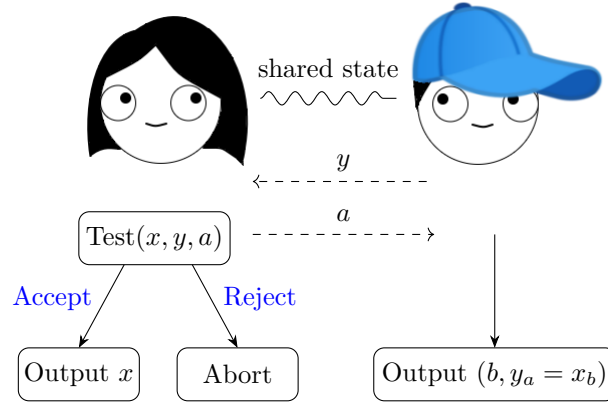 shared state
y
a
Test(x, y, a)
Accept
Reject
Output x
Abort
Output (b, y_a = x_b)